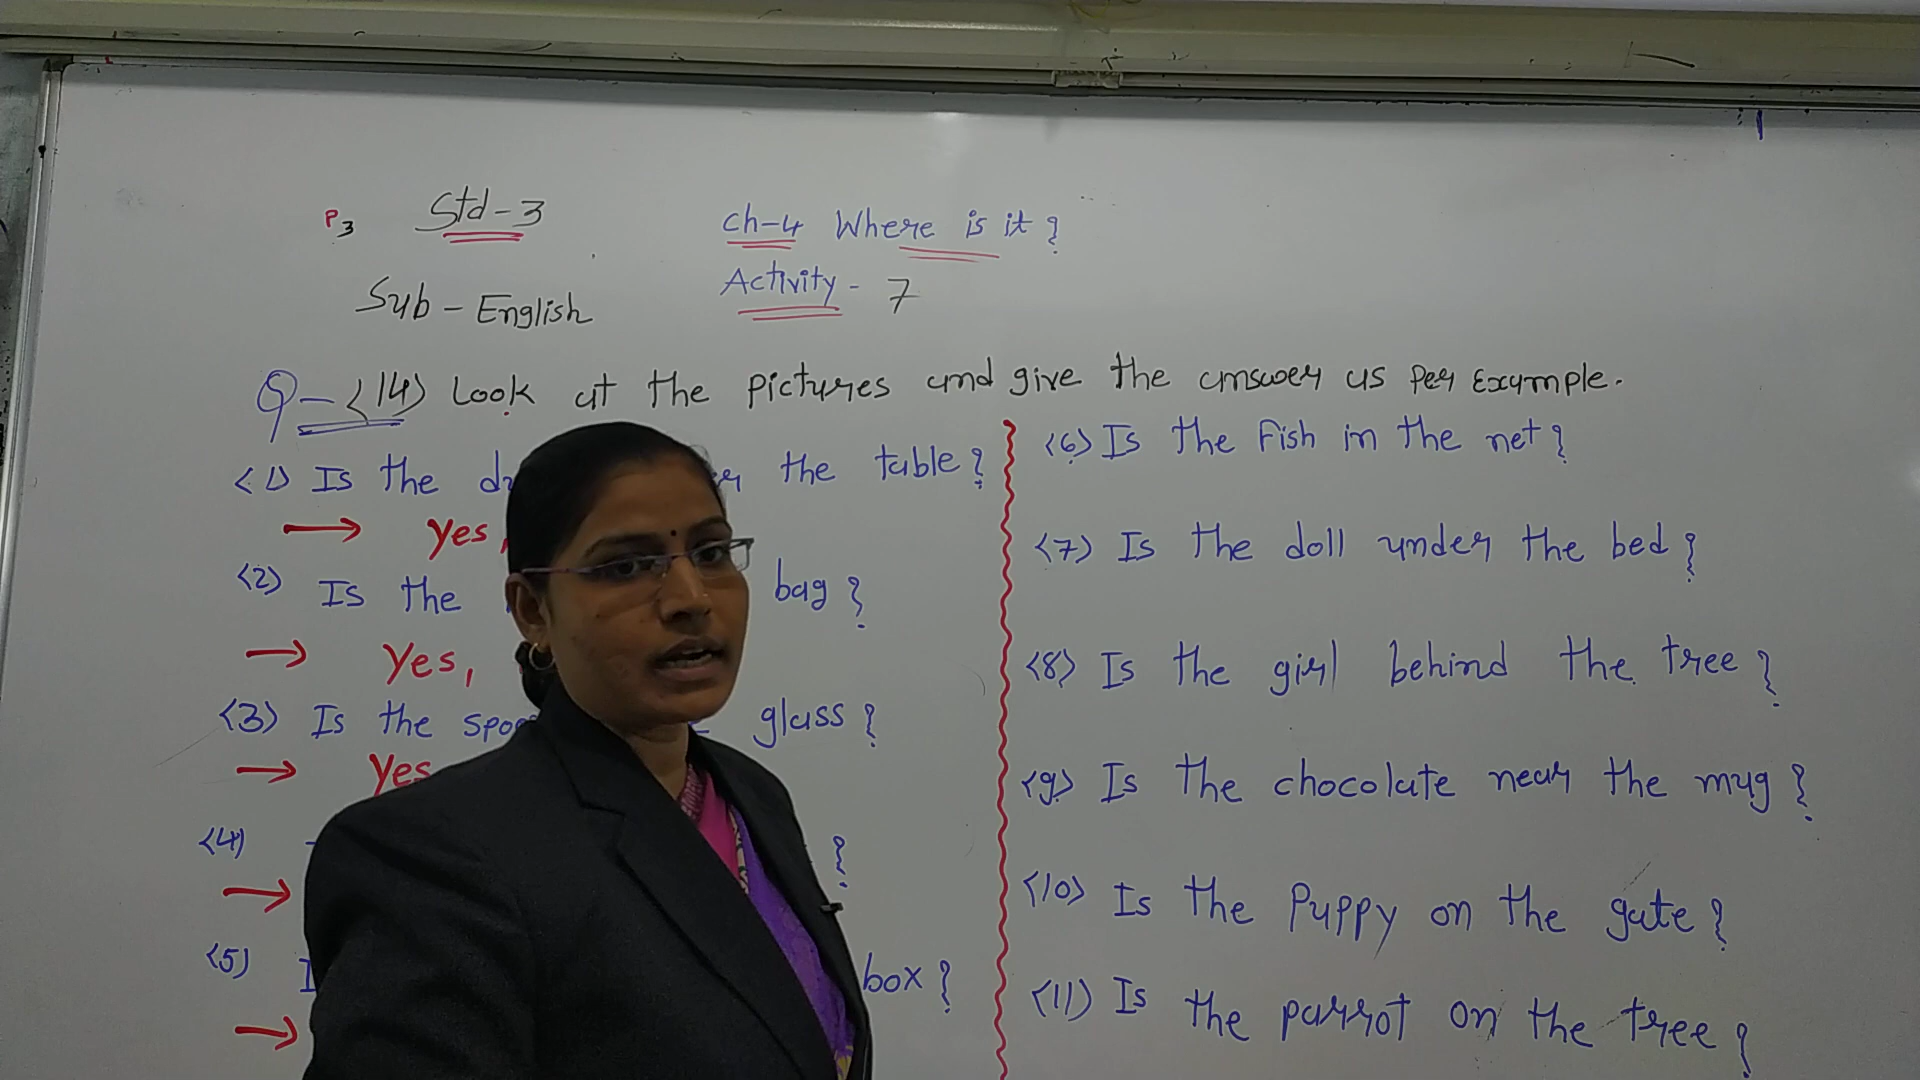 P3 Std-3
Sub - English
Ch-4 Where is it?
Activity - 7
Q-(14) Look at the pictures and give the answer as per example.
(1) Is the the table?
→ yes,
(2) Is the bag?
→ Yes,
(3) Is the glass?
→ Yes
(4) ?
→
(5) box?
→
(6) Is the Fish in the net?
(7) Is the doll under the bed?
(8) Is the girl behind the tree?
(9) Is the chocolate near the mug?
(10) Is the Puppy on the gate?
(11) Is the parrot on the tree?